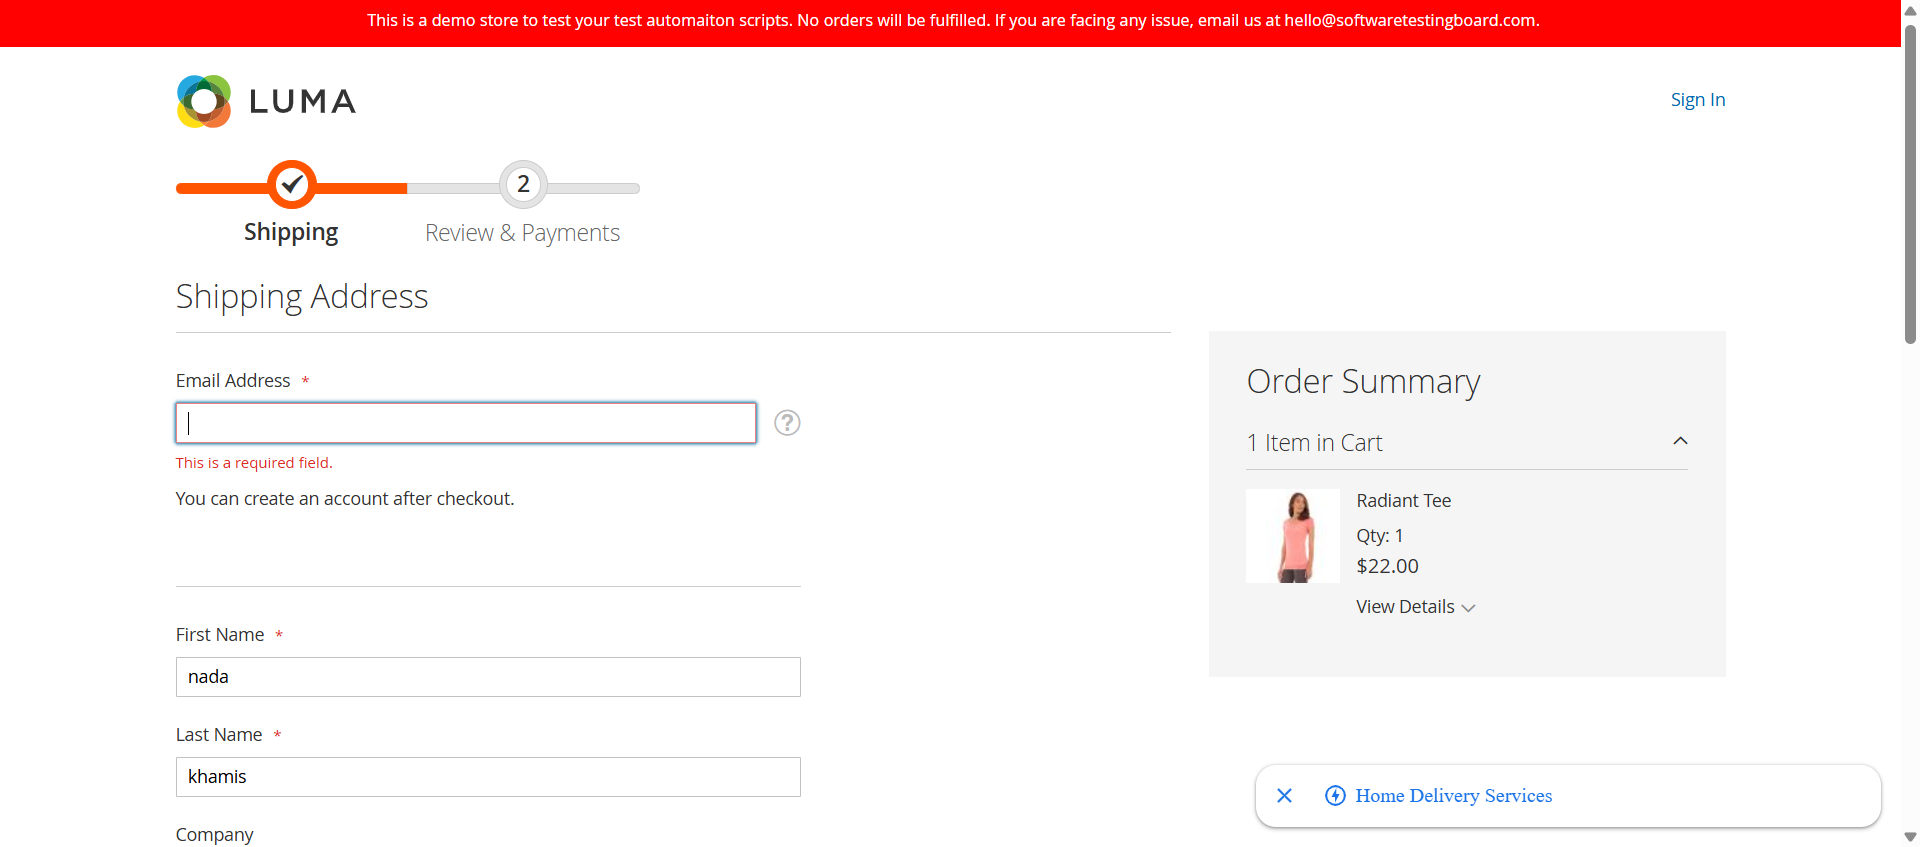 This is a demo store to test your test automaiton scripts. No orders will be fulfilled. If you are facing any issue, email us at hello@softwaretestingboard.com.
LUMA
Sign In
2
Shipping
Review & Payments
Shipping Address
Email Address *
?
This is a required field.
You can create an account after checkout.
First Name *
nada
Last Name *
khamis
Company
Order Summary
1 Item in Cart
Radiant Tee
Qty: 1
$22.00
View Details
Home Delivery Services